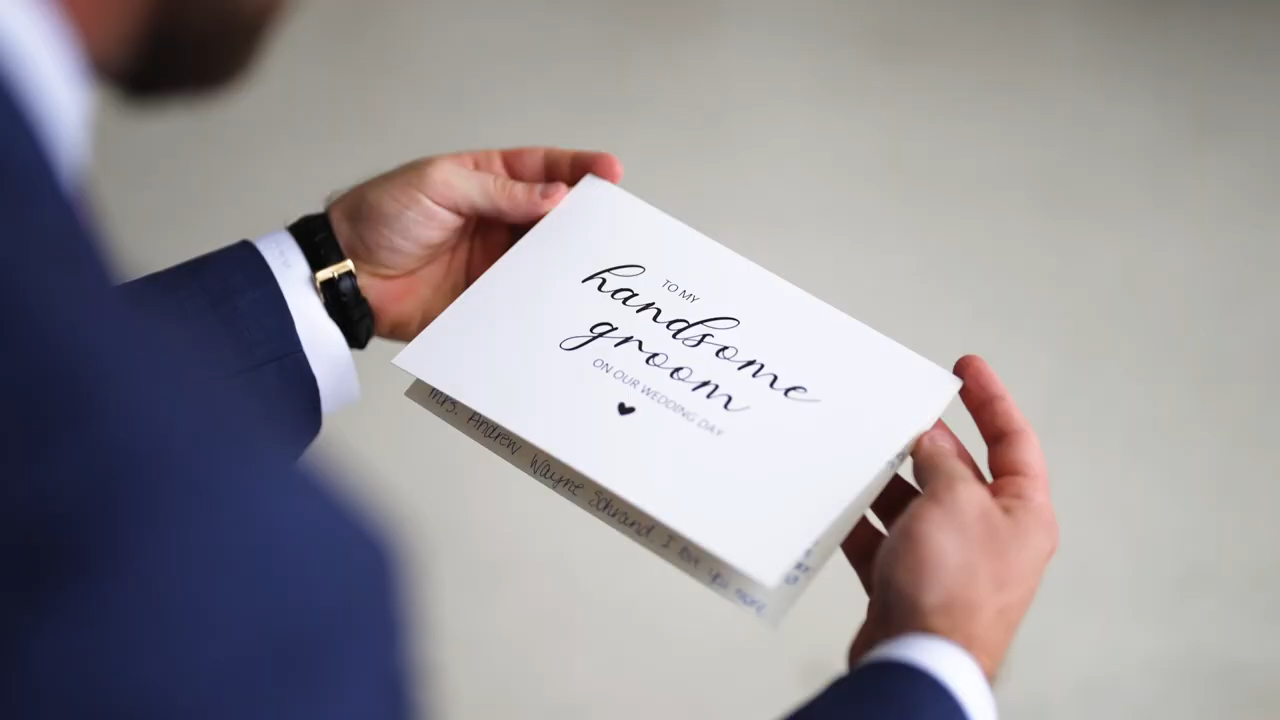 TO MY
handsome
groom
ON OUR WEDDING DAY
Mrs. Andrew Wayne Schrand. I love you more